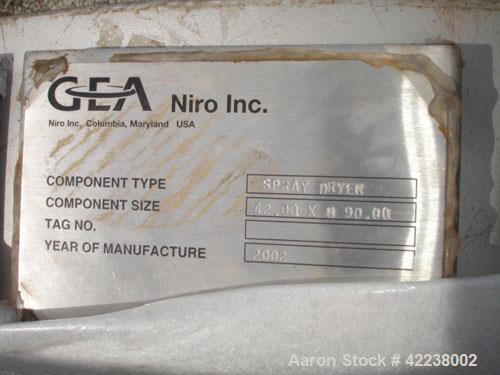 GEA Niro Inc.
Niro Inc. Columbia, Maryland USA
COMPONENT TYPE SPRAY DRYER
COMPONENT SIZE 42.00 X 0 90.00
TAG NO.
YEAR OF MANUFACTURE 2002
Aaron Stock # 42238002